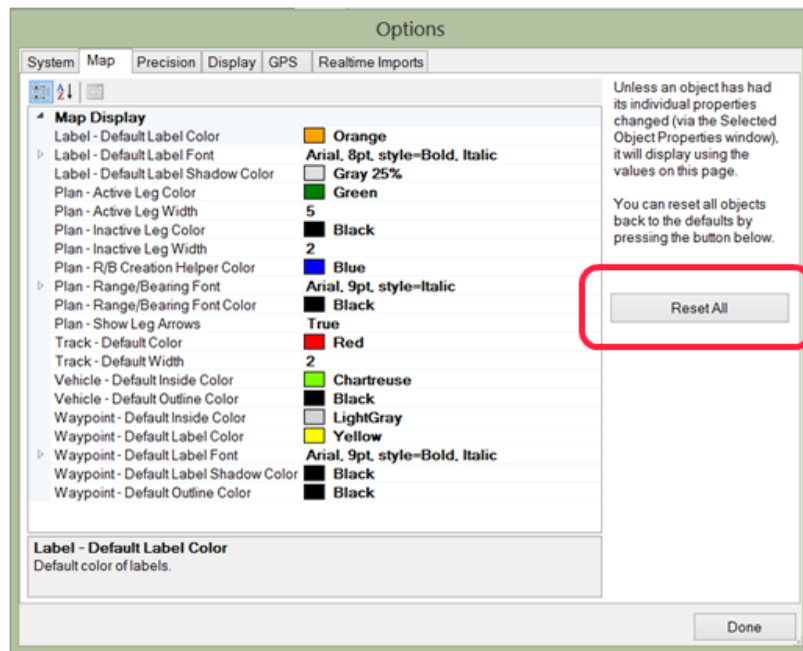 Options
System Map Precision Display GPS Realtime Imports
Map Display
Label - Default Label Color Orange
Label - Default Label Font Arial, 8pt, style=Bold, Italic
Label - Default Label Shadow Color Gray 25%
Plan - Active Leg Color Green
Plan - Active Leg Width 5
Plan - Inactive Leg Color Black
Plan - Inactive Leg Width 2
Plan - R/B Creation Helper Color Blue
Plan - Range/Bearing Font Arial, 9pt, style=Italic
Plan - Range/Bearing Font Color Black
Plan - Show Leg Arrows True
Track - Default Color Red
Track - Default Width 2
Vehicle - Default Inside Color Chartreuse
Vehicle - Default Outline Color Black
Waypoint - Default Inside Color LightGray
Waypoint - Default Label Color Yellow
Waypoint - Default Label Font Arial, 9pt, style=Bold, Italic
Waypoint - Default Label Shadow Color Black
Waypoint - Default Outline Color Black
Label - Default Label Color
Default color of labels.
Unless an object has had
its individual properties
changed (via the Selected
Object Properties window),
it will display using the
values on this page.
You can reset all objects
back to the defaults by
pressing the button below.
Reset All
Done